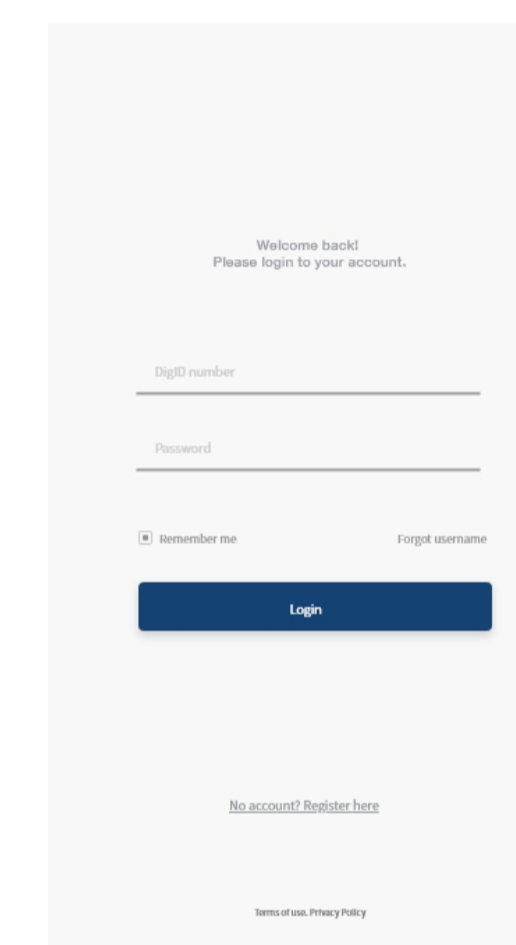 Welcome back!
Please login to your account.
DigID number
Password
Remember me
Forgot username
Login
No account? Register here
Terms of use. Privacy Policy